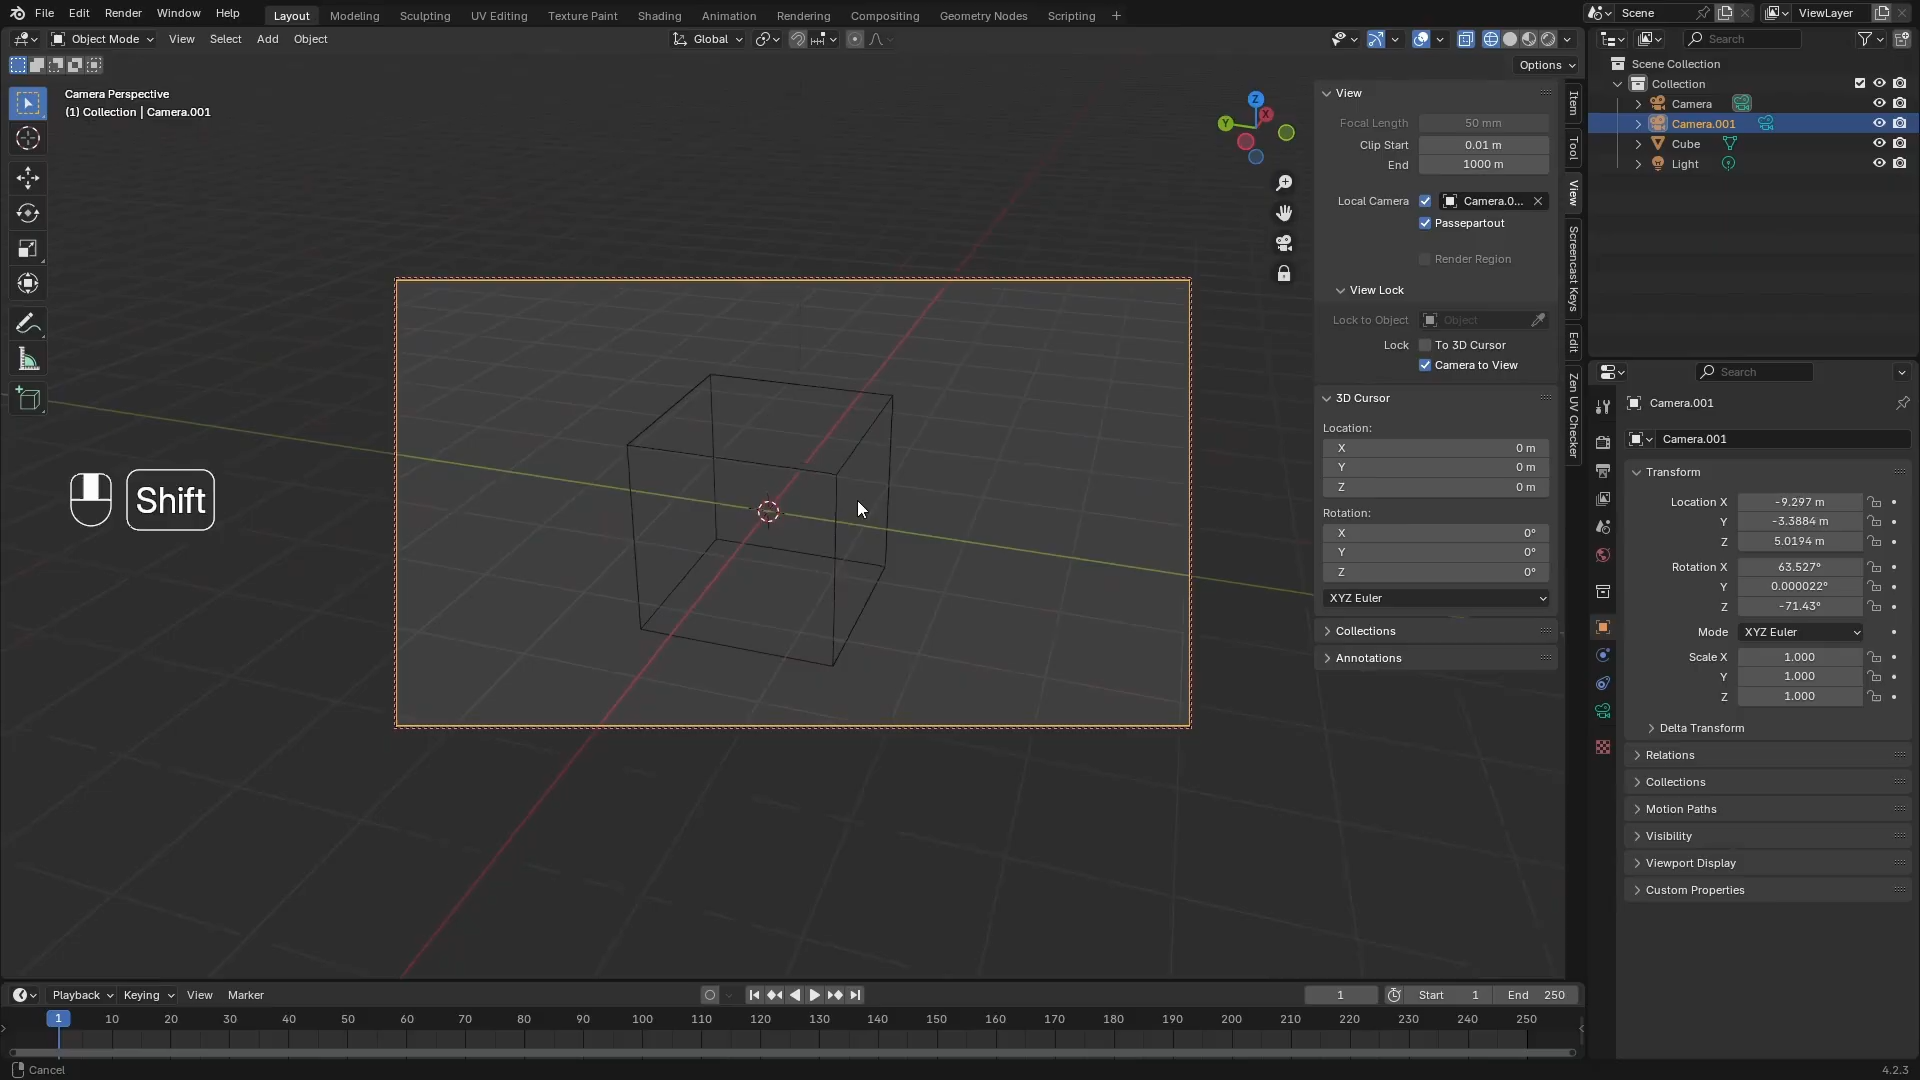 File Edit Render Window Help Layout Modeling Sculpting UV Editing Texture Paint Shading Animation Rendering Compositing Geometry Nodes Scripting + Scene ViewLayer
Object Mode View Select Add Object Global Search
Options
Camera Perspective
(1) Collection | Camera.001
Z
Y
X
Shift
View
Focal Length 50 mm
Clip Start 0.01 m
End 1000 m
Local Camera Camera.0...
Passepartout
Render Region
View Lock
Lock to Object Object
Lock To 3D Cursor
Camera to View
3D Cursor
Location:
X 0 m
Y 0 m
Z 0 m
Rotation:
X 0°
Y 0°
Z 0°
XYZ Euler
Collections
Annotations
Item
Tool
View
Screencast Keys
Edit
Zen UV Checker
Scene Collection
Collection
Camera
Camera.001
Cube
Light
Search
Camera.001
Camera.001
Transform
Location X -9.297 m
Y -3.3884 m
Z 5.0194 m
Rotation X 63.527°
Y 0.000022°
Z -71.43°
Mode XYZ Euler
Scale X 1.000
Y 1.000
Z 1.000
Delta Transform
Relations
Collections
Motion Paths
Visibility
Viewport Display
Custom Properties
Playback Keying View Marker 1 Start 1 End 250
1 10 20 30 40 50 60 70 80 90 100 110 120 130 140 150 160 170 180 190 200 210 220 230 240 250
Cancel 4.2.3